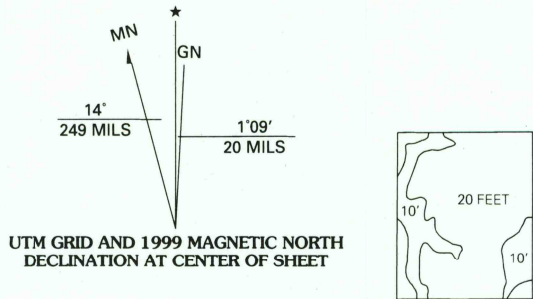 ★
MN
GN
14°
249 MILS
1°09′
20 MILS
UTM GRID AND 1999 MAGNETIC NORTH
DECLINATION AT CENTER OF SHEET
20 FEET
10′
10′